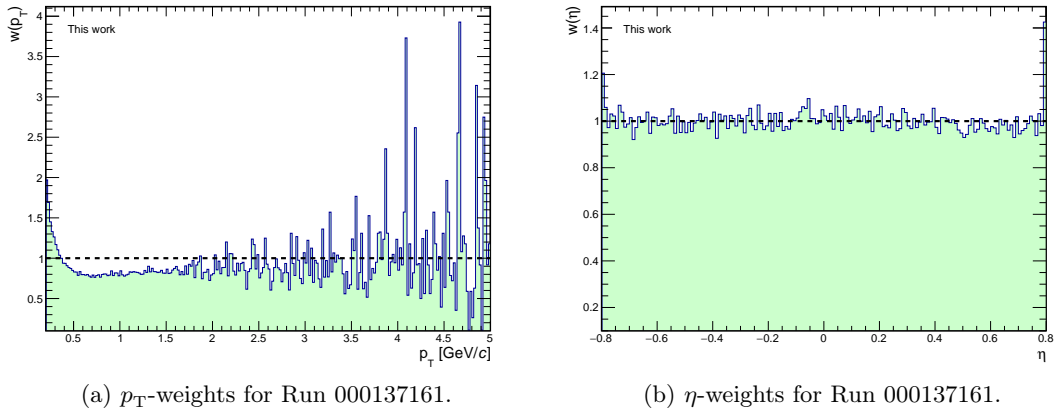 w(p_T)
This work
4
3.5
3
2.5
2
1.5
1
0.5
0.5 1 1.5 2 2.5 3 3.5 4 4.5 5
p_T [GeV/c]
(a) p_T-weights for Run 000137161.
w(η)
This work
1.4
1.2
1
0.8
0.6
0.4
0.2
−0.8 −0.6 −0.4 −0.2 0 0.2 0.4 0.6 0.8
η
(b) η-weights for Run 000137161.